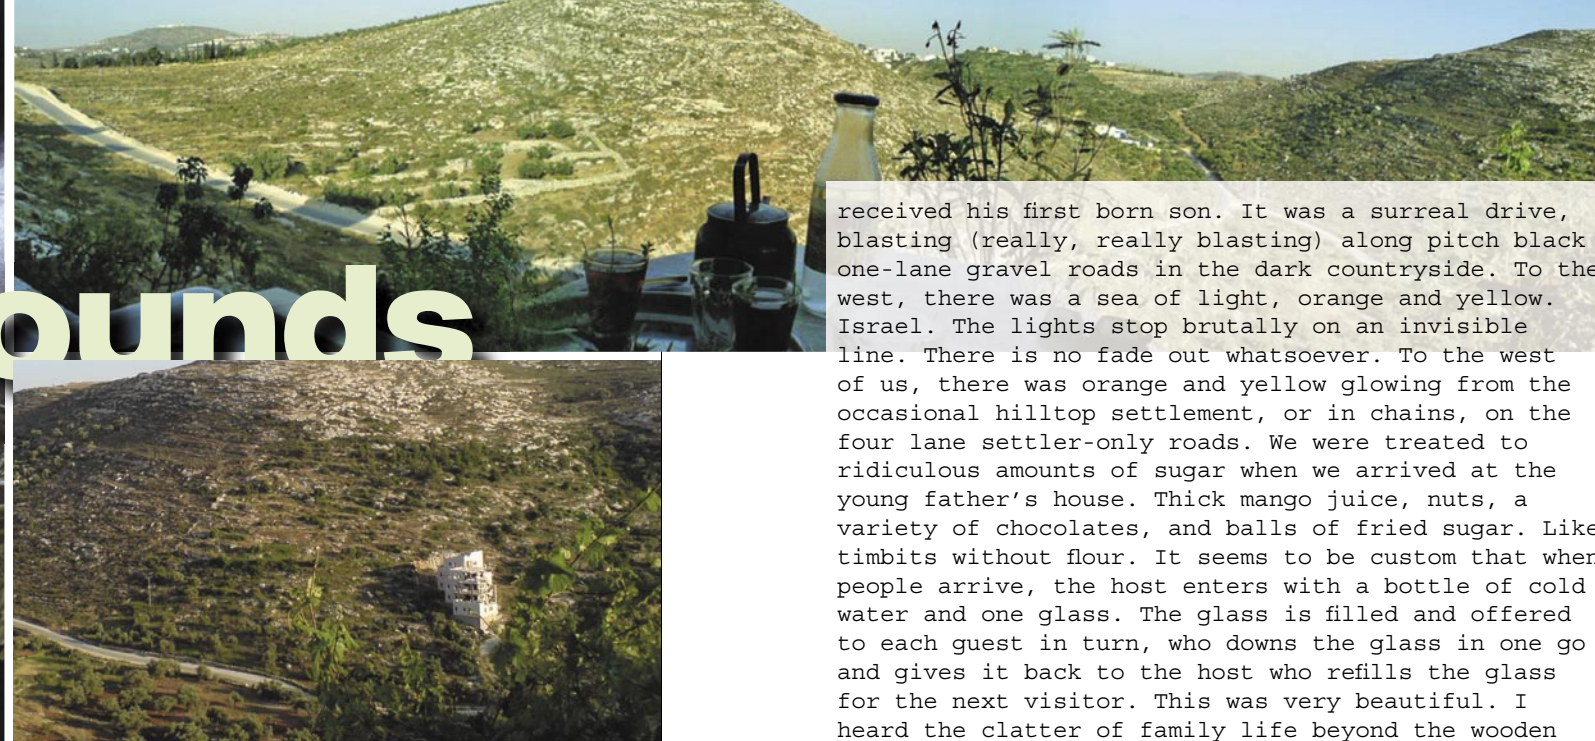 ounds
received his first born son. It was a surreal drive,
blasting (really, really blasting) along pitch black
one-lane gravel roads in the dark countryside. To the
west, there was a sea of light, orange and yellow.
Israel. The lights stop brutally on an invisible
line. There is no fade out whatsoever. To the west
of us, there was orange and yellow glowing from the
occasional hilltop settlement, or in chains, on the
four lane settler-only roads. We were treated to
ridiculous amounts of sugar when we arrived at the
young father’s house. Thick mango juice, nuts, a
variety of chocolates, and balls of fried sugar. Like
timbits without flour. It seems to be custom that when
people arrive, the host enters with a bottle of cold
water and one glass. The glass is filled and offered
to each guest in turn, who downs the glass in one go
and gives it back to the host who refills the glass
for the next visitor. This was very beautiful. I
heard the clatter of family life beyond the wooden